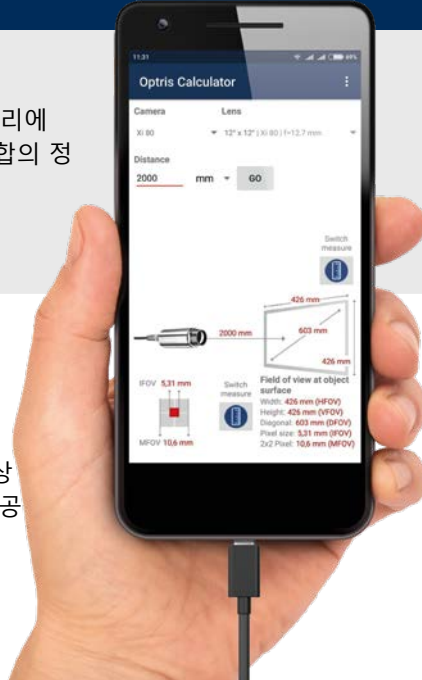 리에
합의 정
11:31
49%
Optris Calculator
Camera
Lens
Xi 80
12° x 12° | Xi 80 | f=12,7 mm
Distance
2000 mm GO
Switch
measure
426 mm
2000 mm
603 mm
426 mm
IFOV 5,31 mm
MFOV 10,6 mm
Switch
measure
Field of view at object
surface
Width: 426 mm (HFOV)
Height: 426 mm (VFOV)
Diagonal: 603 mm (DFOV)
Pixel size: 5,31 mm (IFOV)
2x2 Pixel: 10,6 mm (MFOV)
상
공